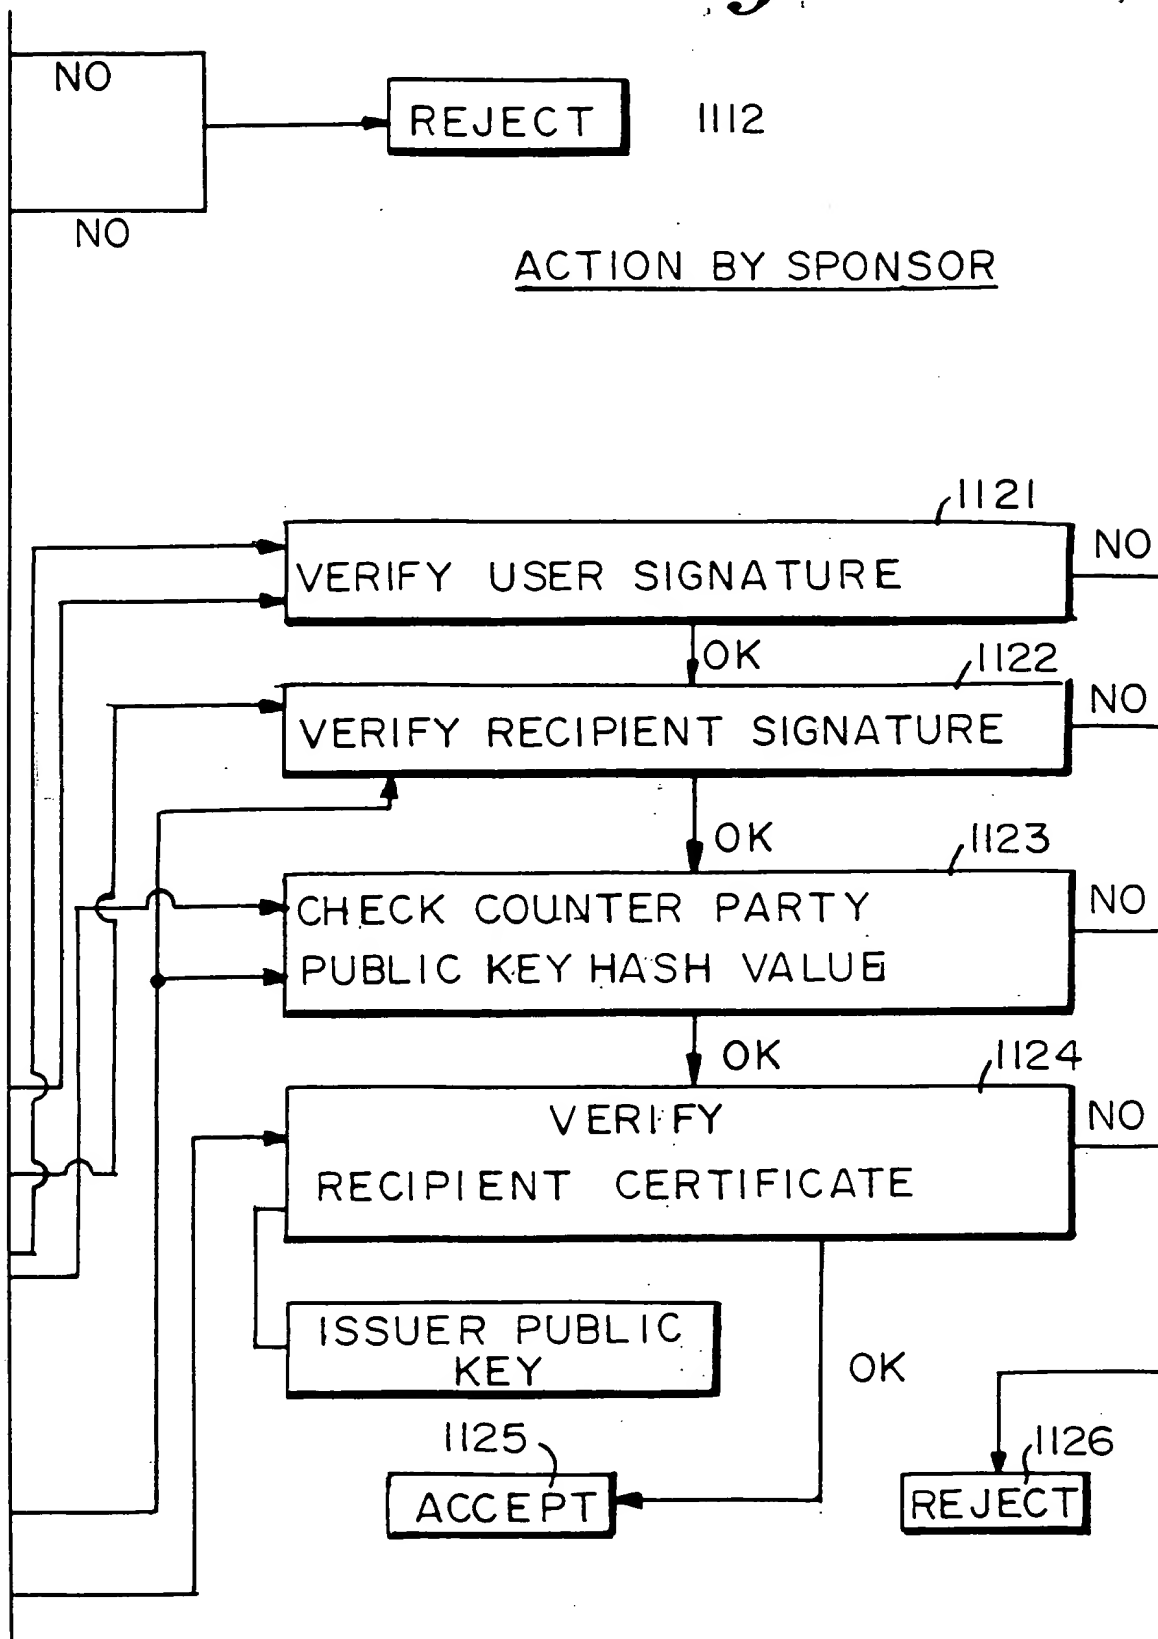 NO
REJECT 1112
NO
ACTION BY SPONSOR
1121
NO
VERIFY USER SIGNATURE
OK
1122
NO
VERIFY RECIPIENT SIGNATURE
OK
1123
NO
CHECK COUNTER PARTY
PUBLIC KEY HASH VALUE
OK
1124
NO
VERIFY
RECIPIENT CERTIFICATE
ISSUER PUBLIC
KEY
OK
1125
1126
ACCEPT
REJECT